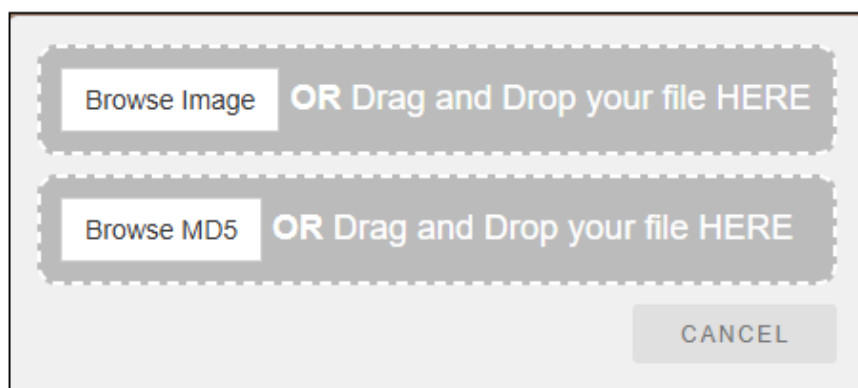 Browse Image OR Drag and Drop your file HERE
Browse MD5 OR Drag and Drop your file HERE
CANCEL